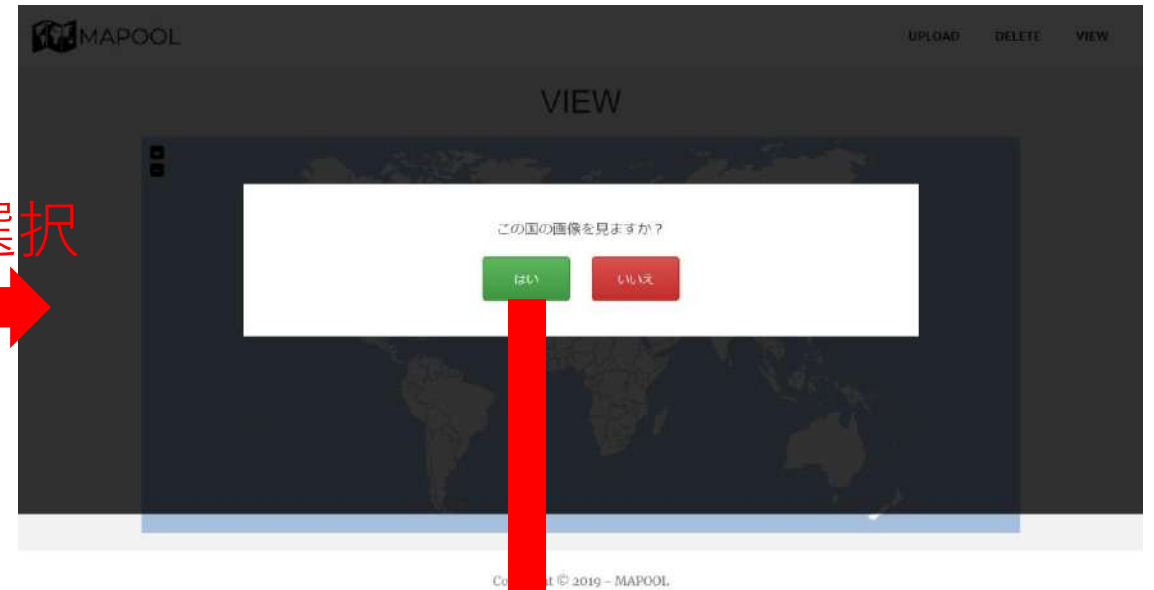 MAPOOL
UPLOAD DELETE VIEW
VIEW
選択
この国の画像を見ますか？
はい いいえ
© 2019 - MAPOOL